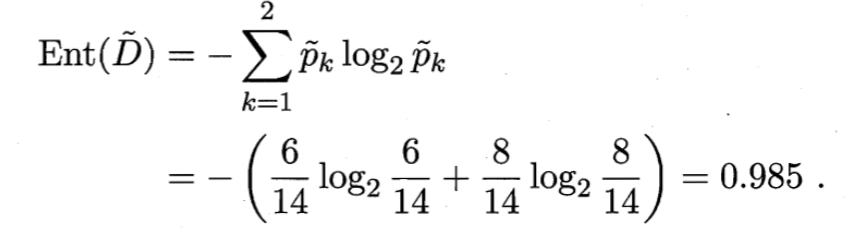 Ent(D̃) = −∑_{k=1}^{2} p̃_k log₂ p̃_k
= −(6/14 log₂ 6/14 + 8/14 log₂ 8/14) = 0.985 .